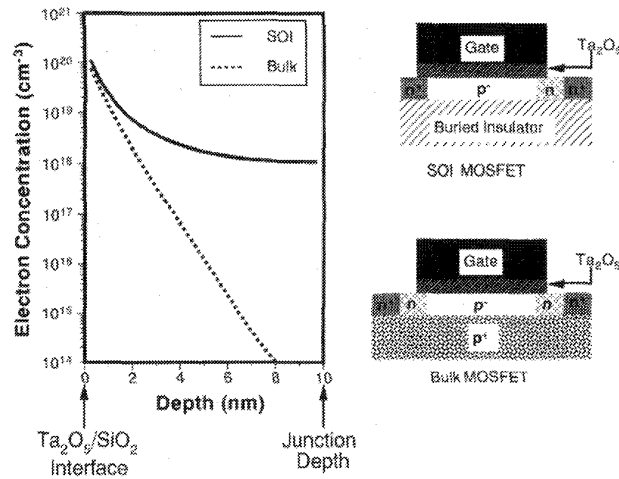 Electron Concentration (cm⁻³)
10²¹
10²⁰
10¹⁹
10¹⁸
10¹⁷
10¹⁶
10¹⁵
10¹⁴
SOI
Bulk
0
2
4
6
8
10
Depth (nm)
Ta₂O₅/SiO₂
Interface
Junction
Depth
Gate
Ta₂O₅
n⁺ p⁻ n n⁺
Buried Insulator
SOI MOSFET
Gate
Ta₂O₅
n⁺ n p⁻ n n⁺
p⁺
Bulk MOSFET